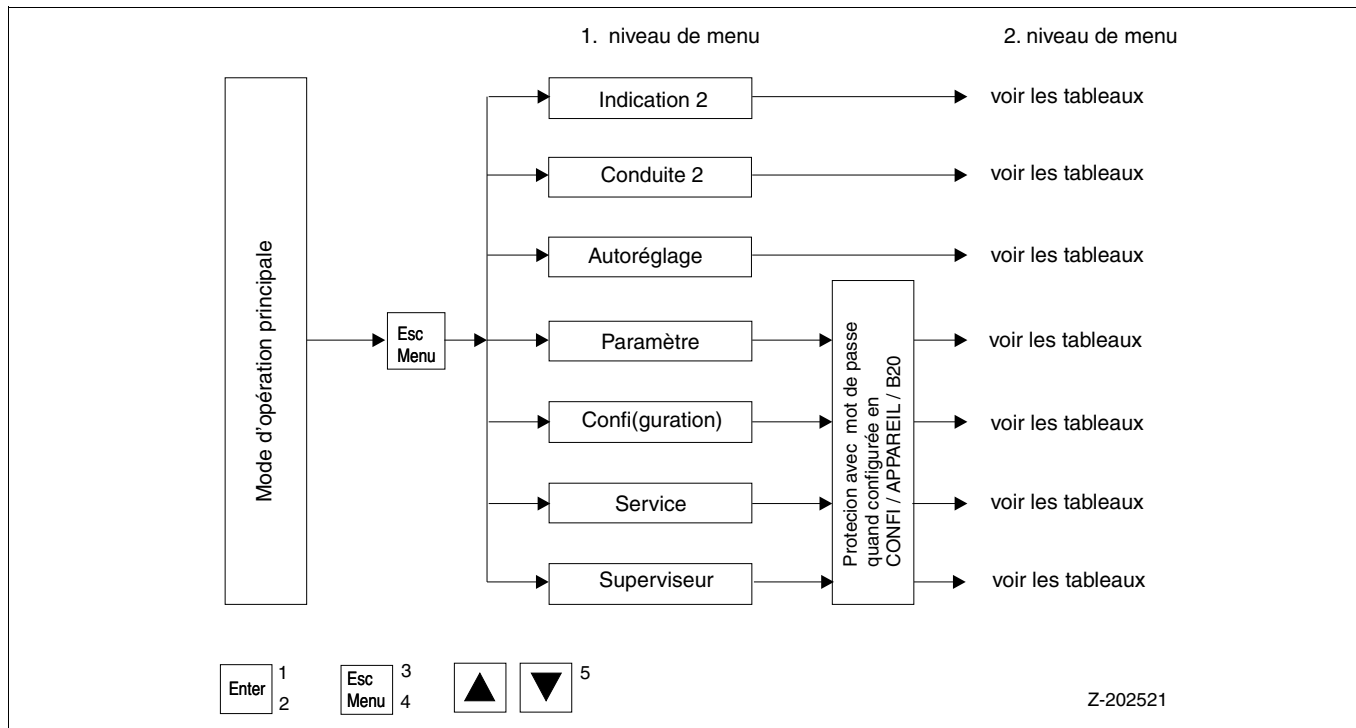 1. niveau de menu
2. niveau de menu
Mode d'opération principale
Esc
Menu
Indication 2
voir les tableaux
Conduite 2
voir les tableaux
Autoréglage
voir les tableaux
Paramètre
voir les tableaux
Confi(guration)
voir les tableaux
Service
voir les tableaux
Superviseur
voir les tableaux
Protecion avec mot de passe
quand configurée en
CONFI / APPAREIL / B20
Enter
1
2
Esc
Menu
3
4
5
Z-202521